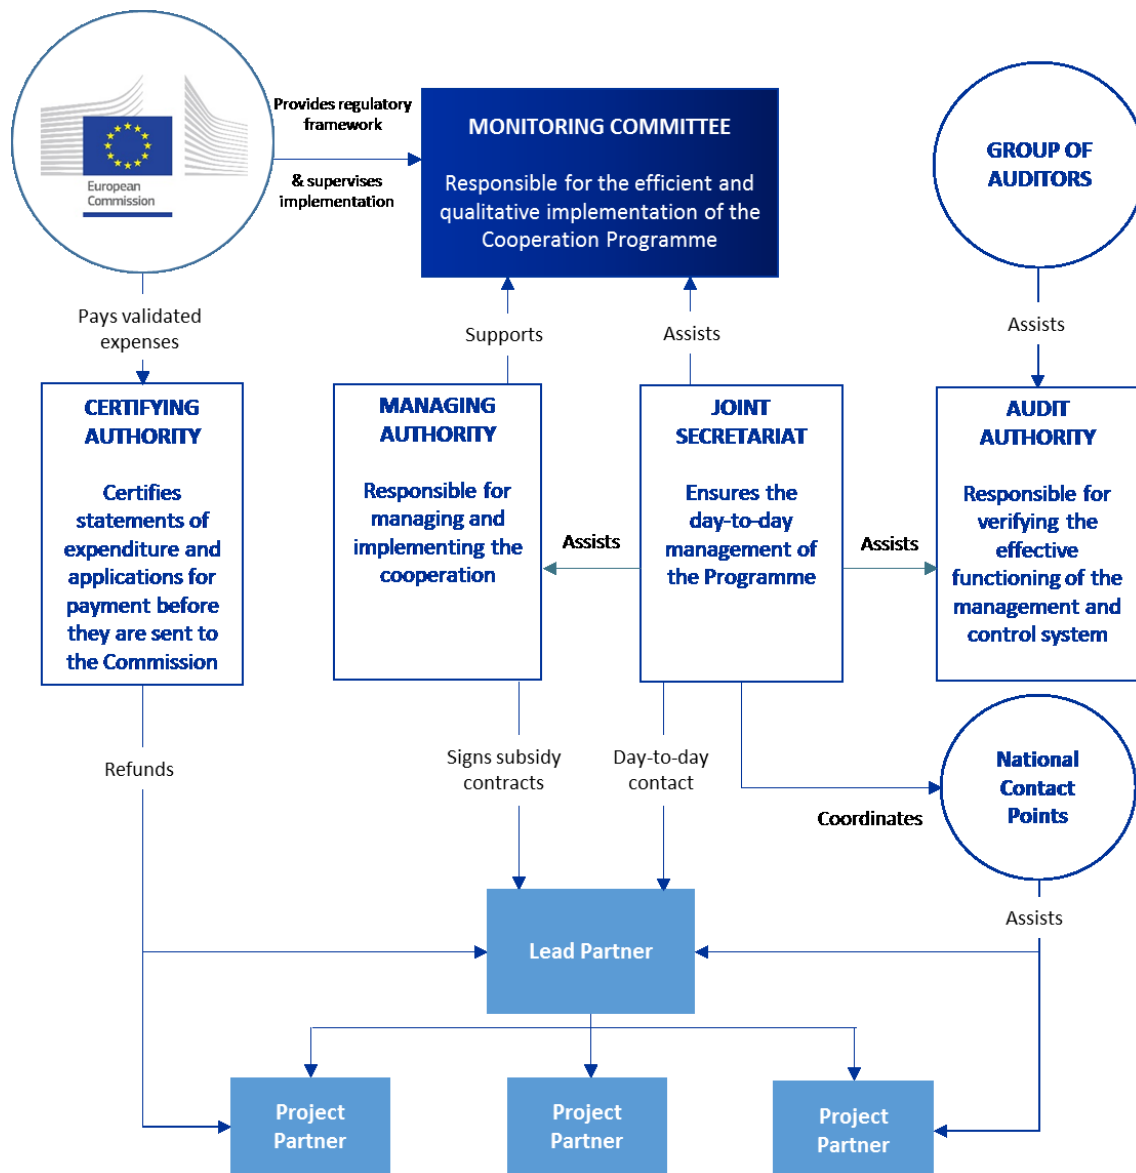 European
Commission
Provides regulatory
framework
& supervises
implementation
MONITORING COMMITTEE
Responsible for the efficient and
qualitative implementation of the
Cooperation Programme
GROUP OF
AUDITORS
Pays validated
expenses
Supports
Assists
Assists
CERTIFYING
AUTHORITY
Certifies
statements of
expenditure and
applications for
payment before
they are sent to
the Commission
MANAGING
AUTHORITY
Responsible for
managing and
implementing the
cooperation
Assists
JOINT
SECRETARIAT
Ensures the
day-to-day
management of
the Programme
Assists
AUDIT
AUTHORITY
Responsible for
verifying the
effective
functioning of the
management and
control system
Refunds
Signs subsidy
contracts
Day-to-day
contact
Coordinates
National
Contact
Points
Assists
Lead Partner
Project
Partner
Project
Partner
Project
Partner